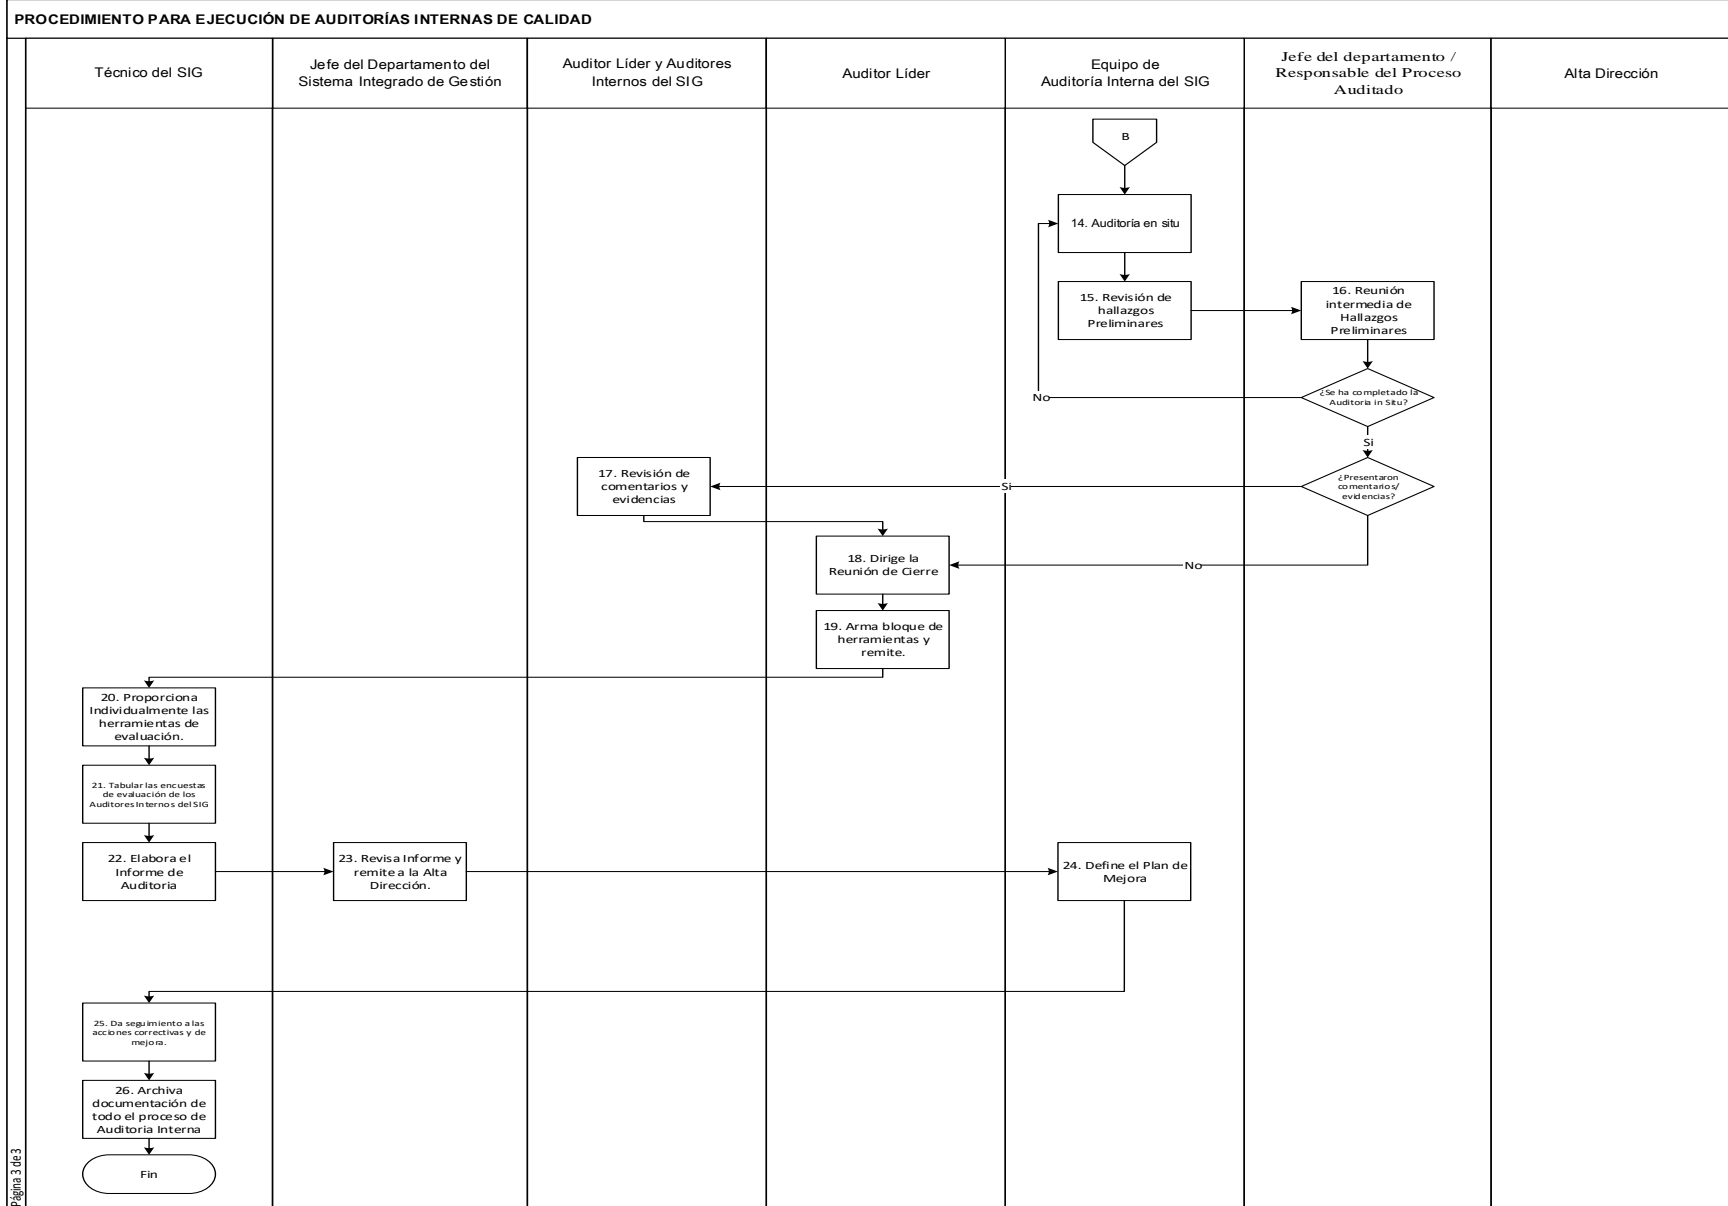 PROCEDIMIENTO PARA EJECUCIÓN DE AUDITORÍAS INTERNAS DE CALIDAD
Técnico del SIG
Jefe del Departamento del
Sistema Integrado de Gestión
Auditor Líder y Auditores
Internos del SIG
Auditor Líder
Equipo de
Auditoría Interna del SIG
Jefe del departamento /
Responsable del Proceso
Auditado
Alta Dirección
B
14. Auditoría en situ
15. Revisión de
hallazgos
Preliminares
16. Reunión
intermedia de
Hallazgos
Preliminares
¿Se ha completado la
Auditoria in Situ?
No
Si
¿Presentaron
comentarios/
evidencias?
Si
17. Revisión de
comentarios y
evidencias
No
18. Dirige la
Reunión de Cierre
19. Arma bloque de
herramientas y
remite.
20. Proporciona
Individualmente las
herramientas de
evaluación.
21. Tabular las encuestas
de evaluación de los
Auditores Internos del SIG
22. Elabora el
Informe de
Auditoria
23. Revisa Informe y
remite a la Alta
Dirección.
24. Define el Plan de
Mejora
25. Da seguimiento a las
acciones correctivas y de
mejora.
26. Archiva
documentación de
todo el proceso de
Auditoria Interna
Fin
Página 3 de 3